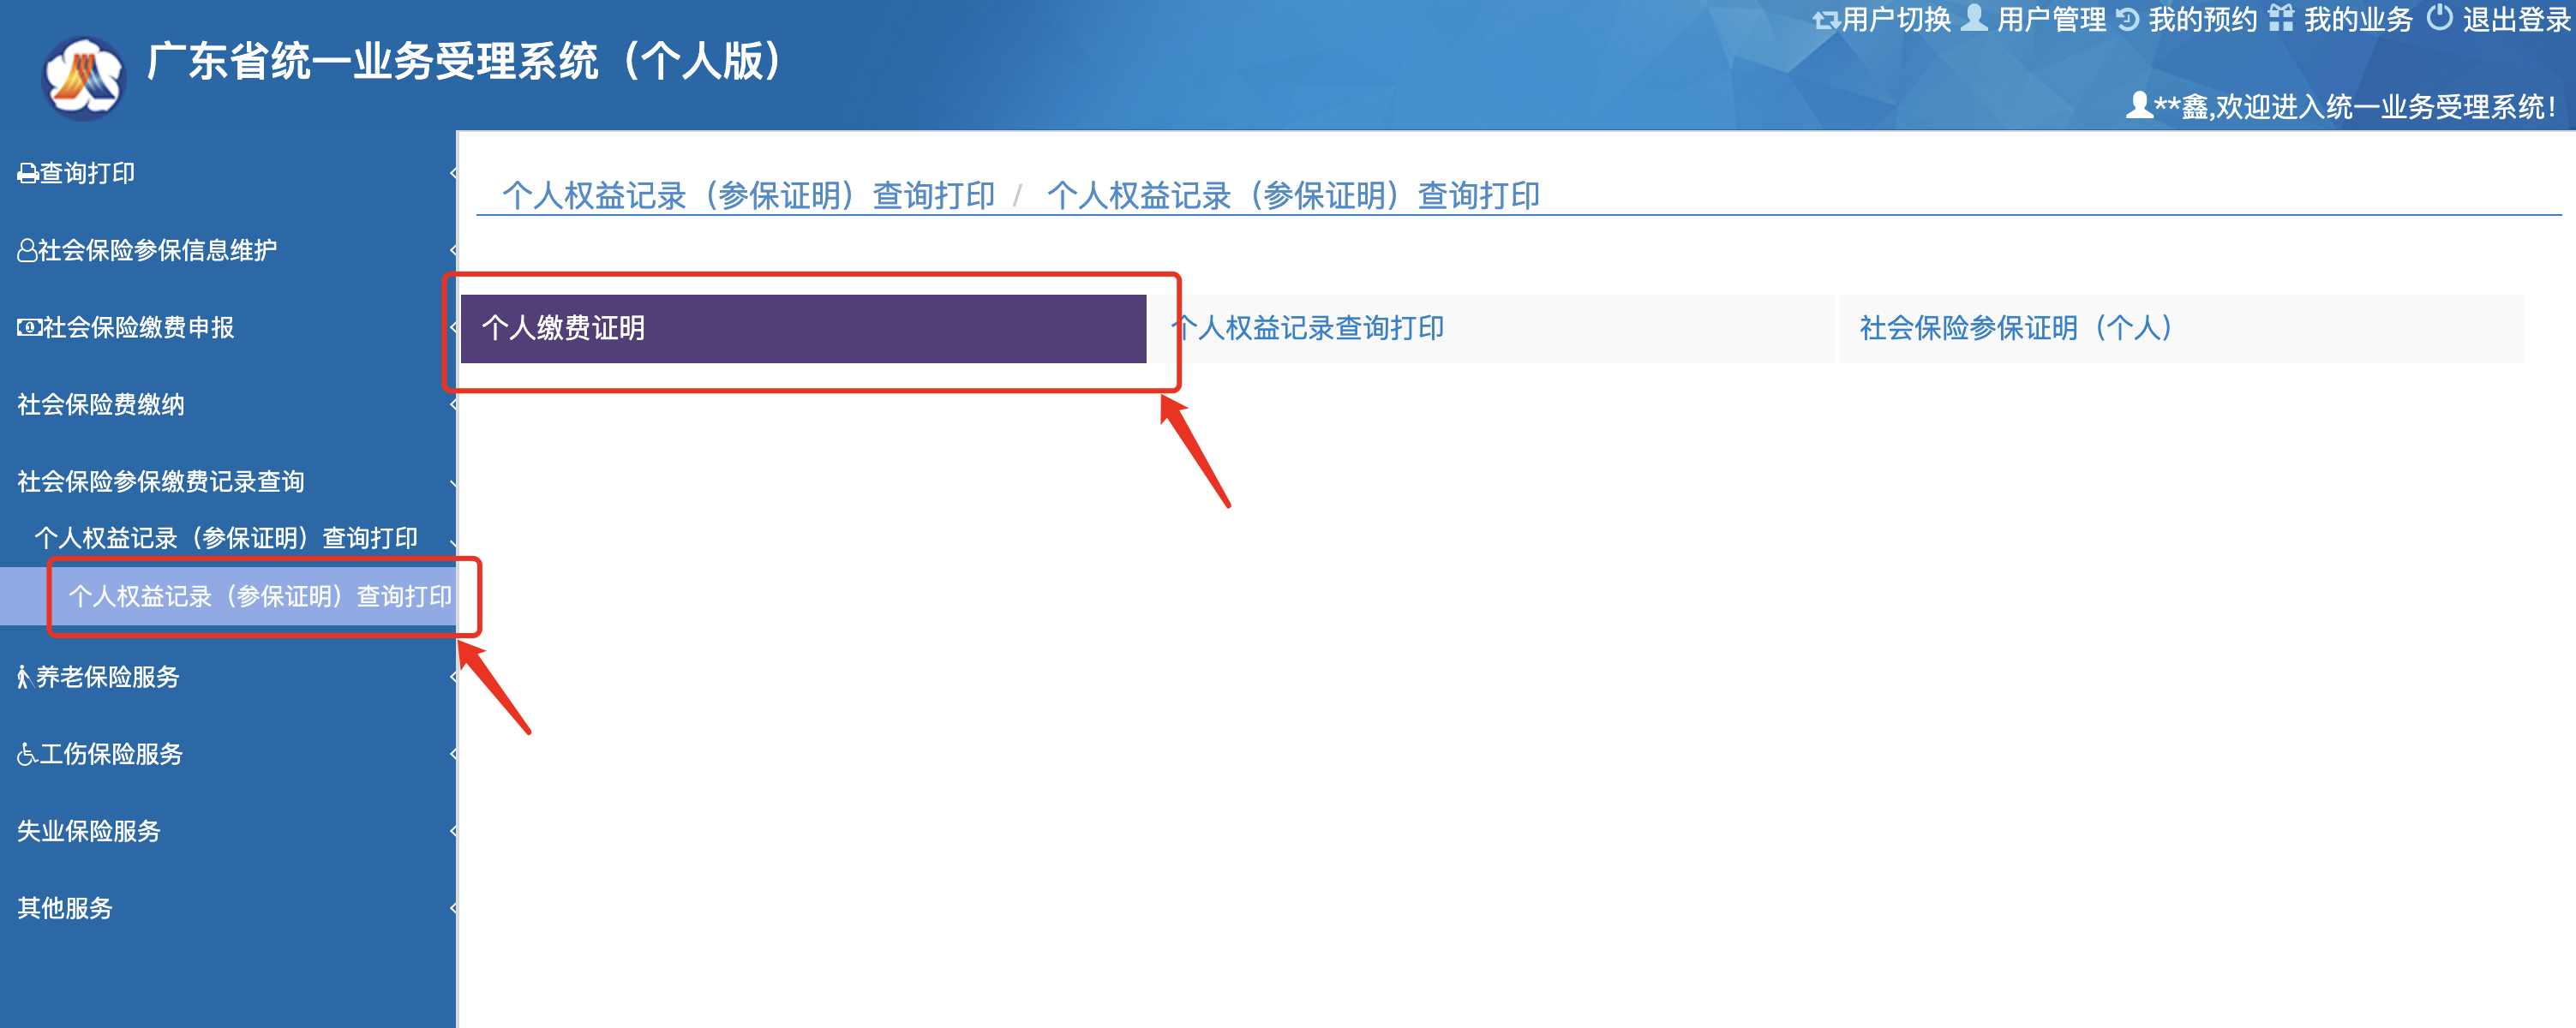 用户切换 用户管理 我的预约 我的业务 退出登录
广东省统一业务受理系统（个人版）
**鑫,欢迎进入统一业务受理系统!
查询打印
社会保险参保信息维护
社会保险缴费申报
社会保险费缴纳
社会保险参保缴费记录查询
个人权益记录（参保证明）查询打印
个人权益记录（参保证明）查询打印
养老保险服务
工伤保险服务
失业保险服务
其他服务
个人权益记录（参保证明）查询打印 / 个人权益记录（参保证明）查询打印
个人缴费证明 个人权益记录查询打印 社会保险参保证明（个人）